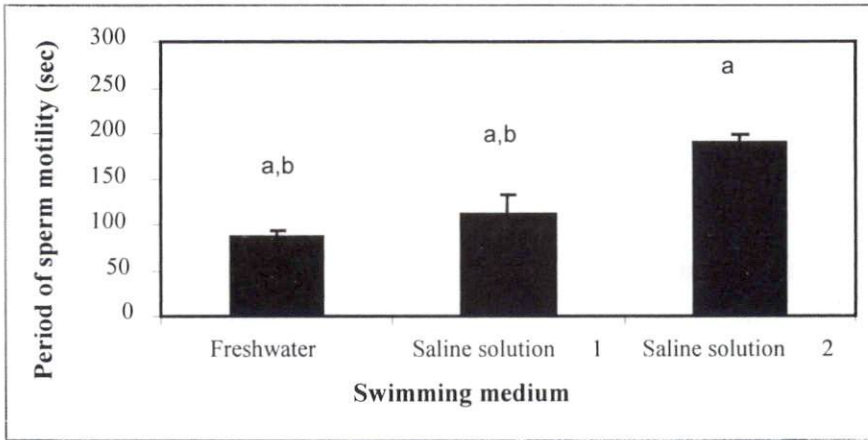 Period of sperm motility (sec)
300
250
200
150
100
50
0
a,b
a,b
a
Freshwater
Saline solution 1
Saline solution 2
Swimming medium